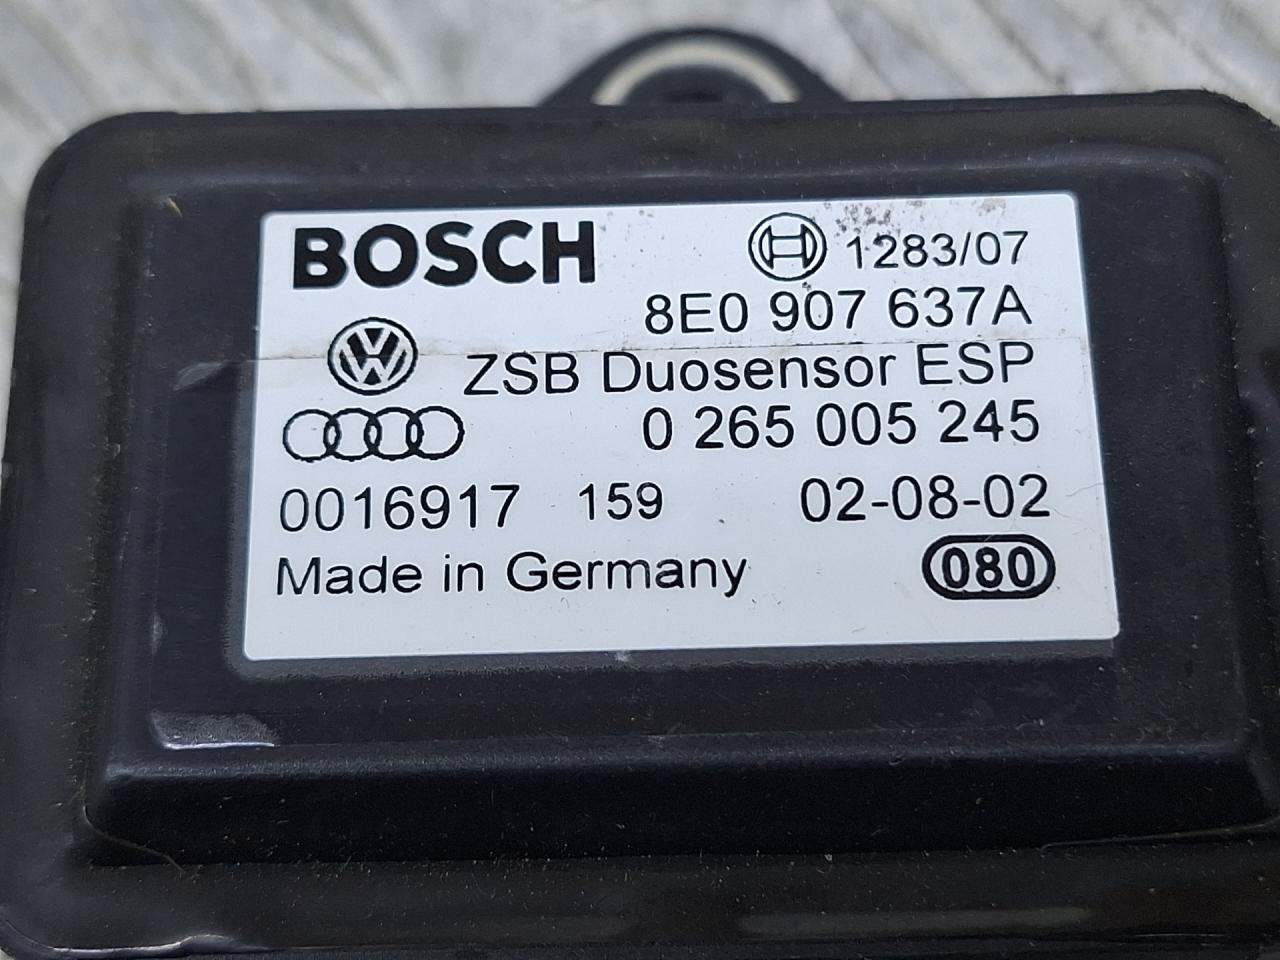 BOSCH 1283/07
8E0 907 637A
ZSB Duosensor ESP
0 265 005 245
0016917 159 02-08-02
Made in Germany 080